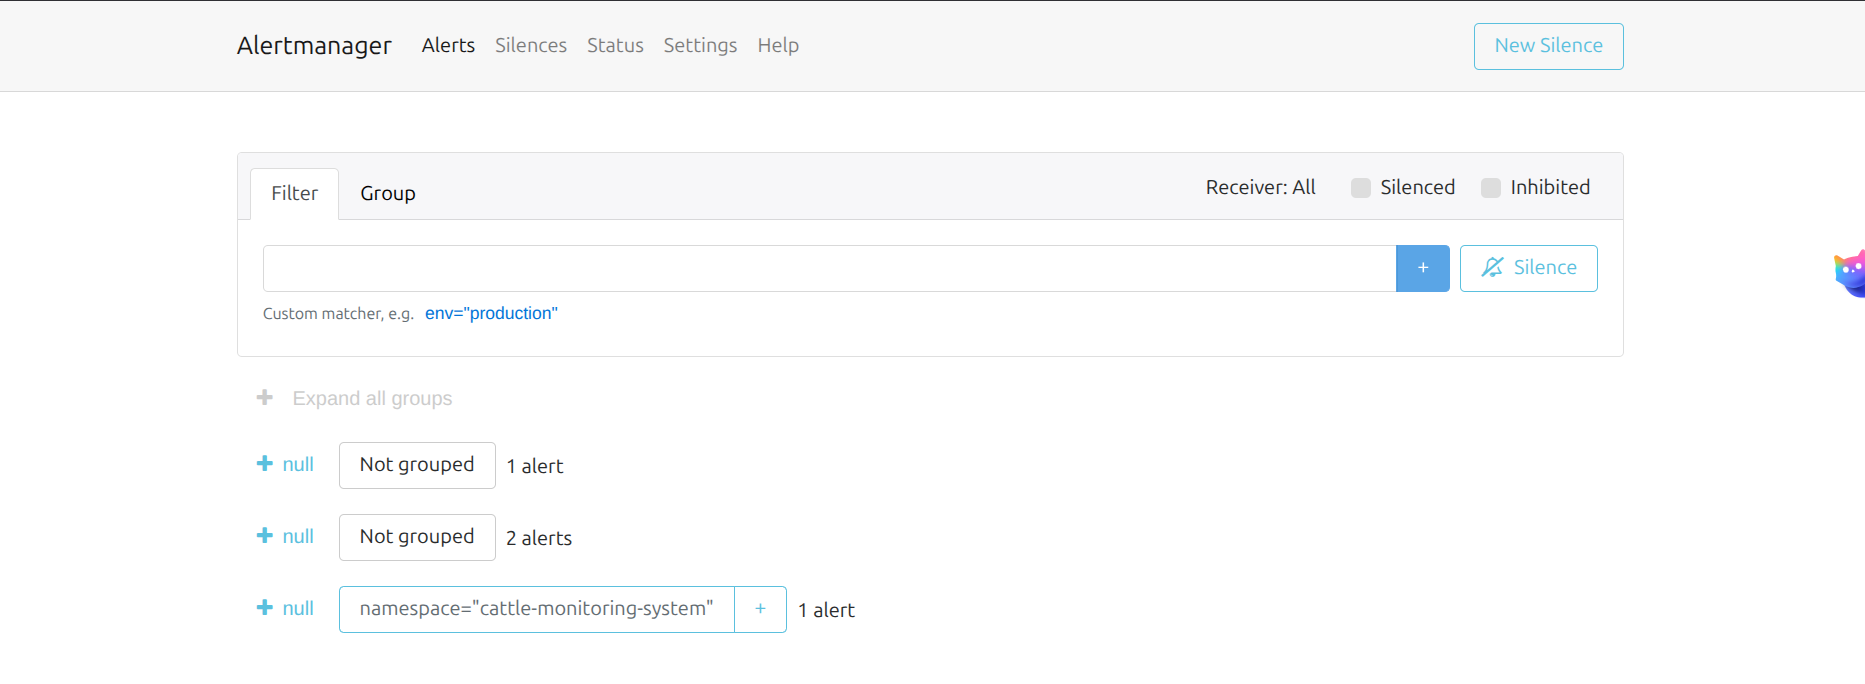 Alertmanager Alerts Silences Status Settings Help New Silence
Filter Group Receiver: All Silenced Inhibited
+ Silence
Custom matcher, e.g. env="production"
+ Expand all groups
+ null Not grouped 1 alert
+ null Not grouped 2 alerts
+ null namespace="cattle-monitoring-system" + 1 alert